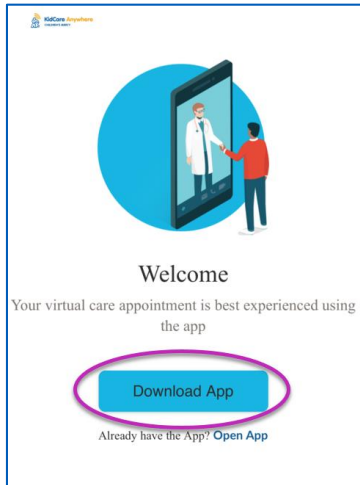 KidCare Anywhere
Welcome
Your virtual care appointment is best experienced using
the app
Download App
Already have the App? Open App